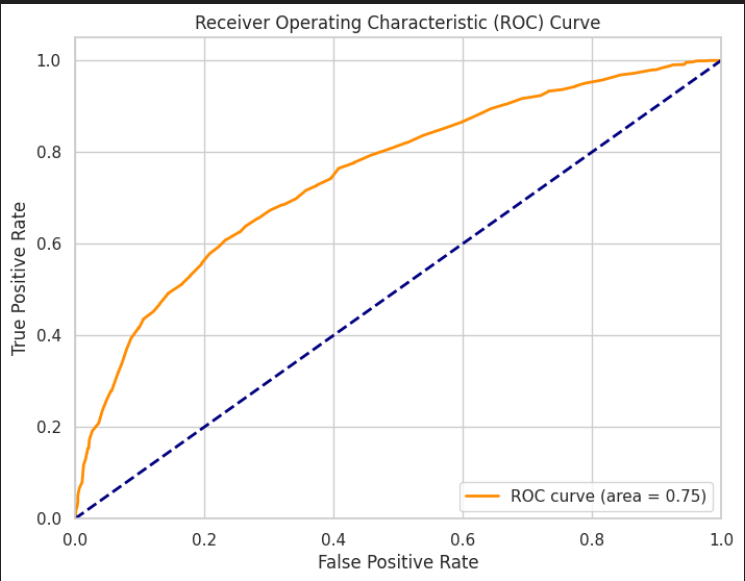 Receiver Operating Characteristic (ROC) Curve
1.0
0.8
0.6
0.4
0.2
0.0
True Positive Rate
ROC curve (area = 0.75)
0.0 0.2 0.4 0.6 0.8 1.0
False Positive Rate